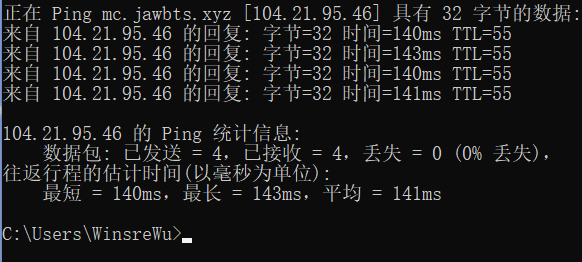 正在 Ping mc.jawbts.xyz [104.21.95.46] 具有 32 字节的数据:
来自 104.21.95.46 的回复: 字节=32 时间=140ms TTL=55
来自 104.21.95.46 的回复: 字节=32 时间=143ms TTL=55
来自 104.21.95.46 的回复: 字节=32 时间=140ms TTL=55
来自 104.21.95.46 的回复: 字节=32 时间=141ms TTL=55
104.21.95.46 的 Ping 统计信息:
数据包: 已发送 = 4，已接收 = 4，丢失 = 0 (0% 丢失)，
往返行程的估计时间(以毫秒为单位):
最短 = 140ms，最长 = 143ms，平均 = 141ms
C:\Users\WinsreWu>